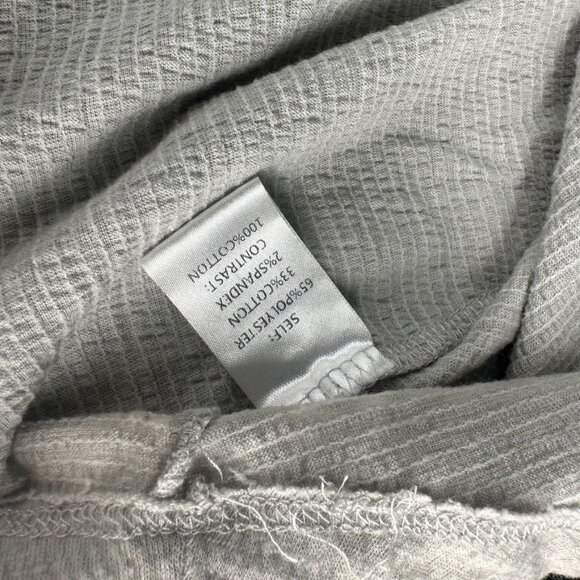 SELF:
65%POLYESTER
33%COTTON
2%SPANDEX
CONTRAST:
100%COTTON